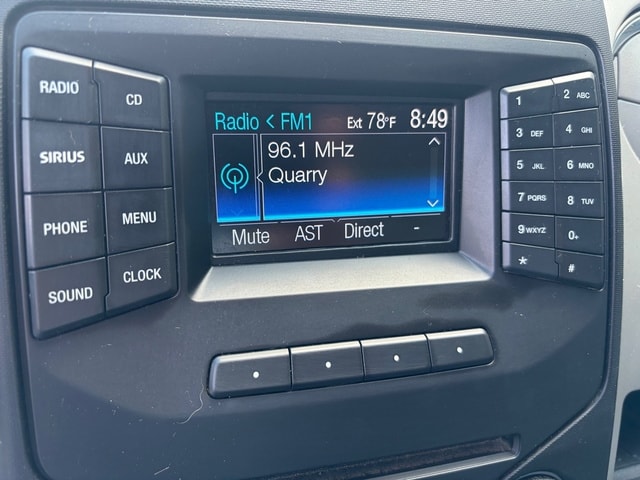 RADIO
CD
SIRIUS
AUX
PHONE
MENU
SOUND
CLOCK
Radio < FM1 Ext 78°F 8:49
96.1 MHz
Quarry
Mute AST Direct -
1
2 ABC
3 DEF
4 GHI
5 JKL
6 MNO
7 PQRS
8 TUV
9 WXYZ
0+
*
#